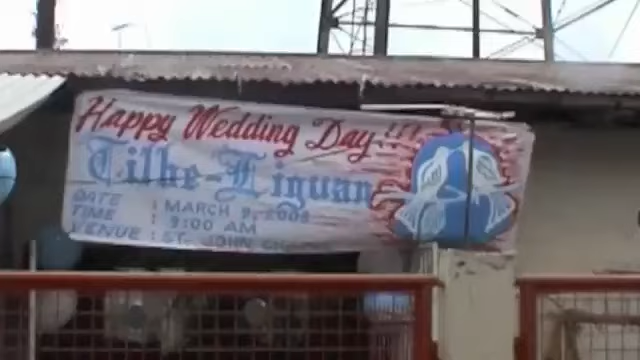 Happy Wedding Day!!!
Tilhe-Liguan
DATE : MARCH 9, 2008
TIME : 9:00 AM
VENUE : ST. JOHN